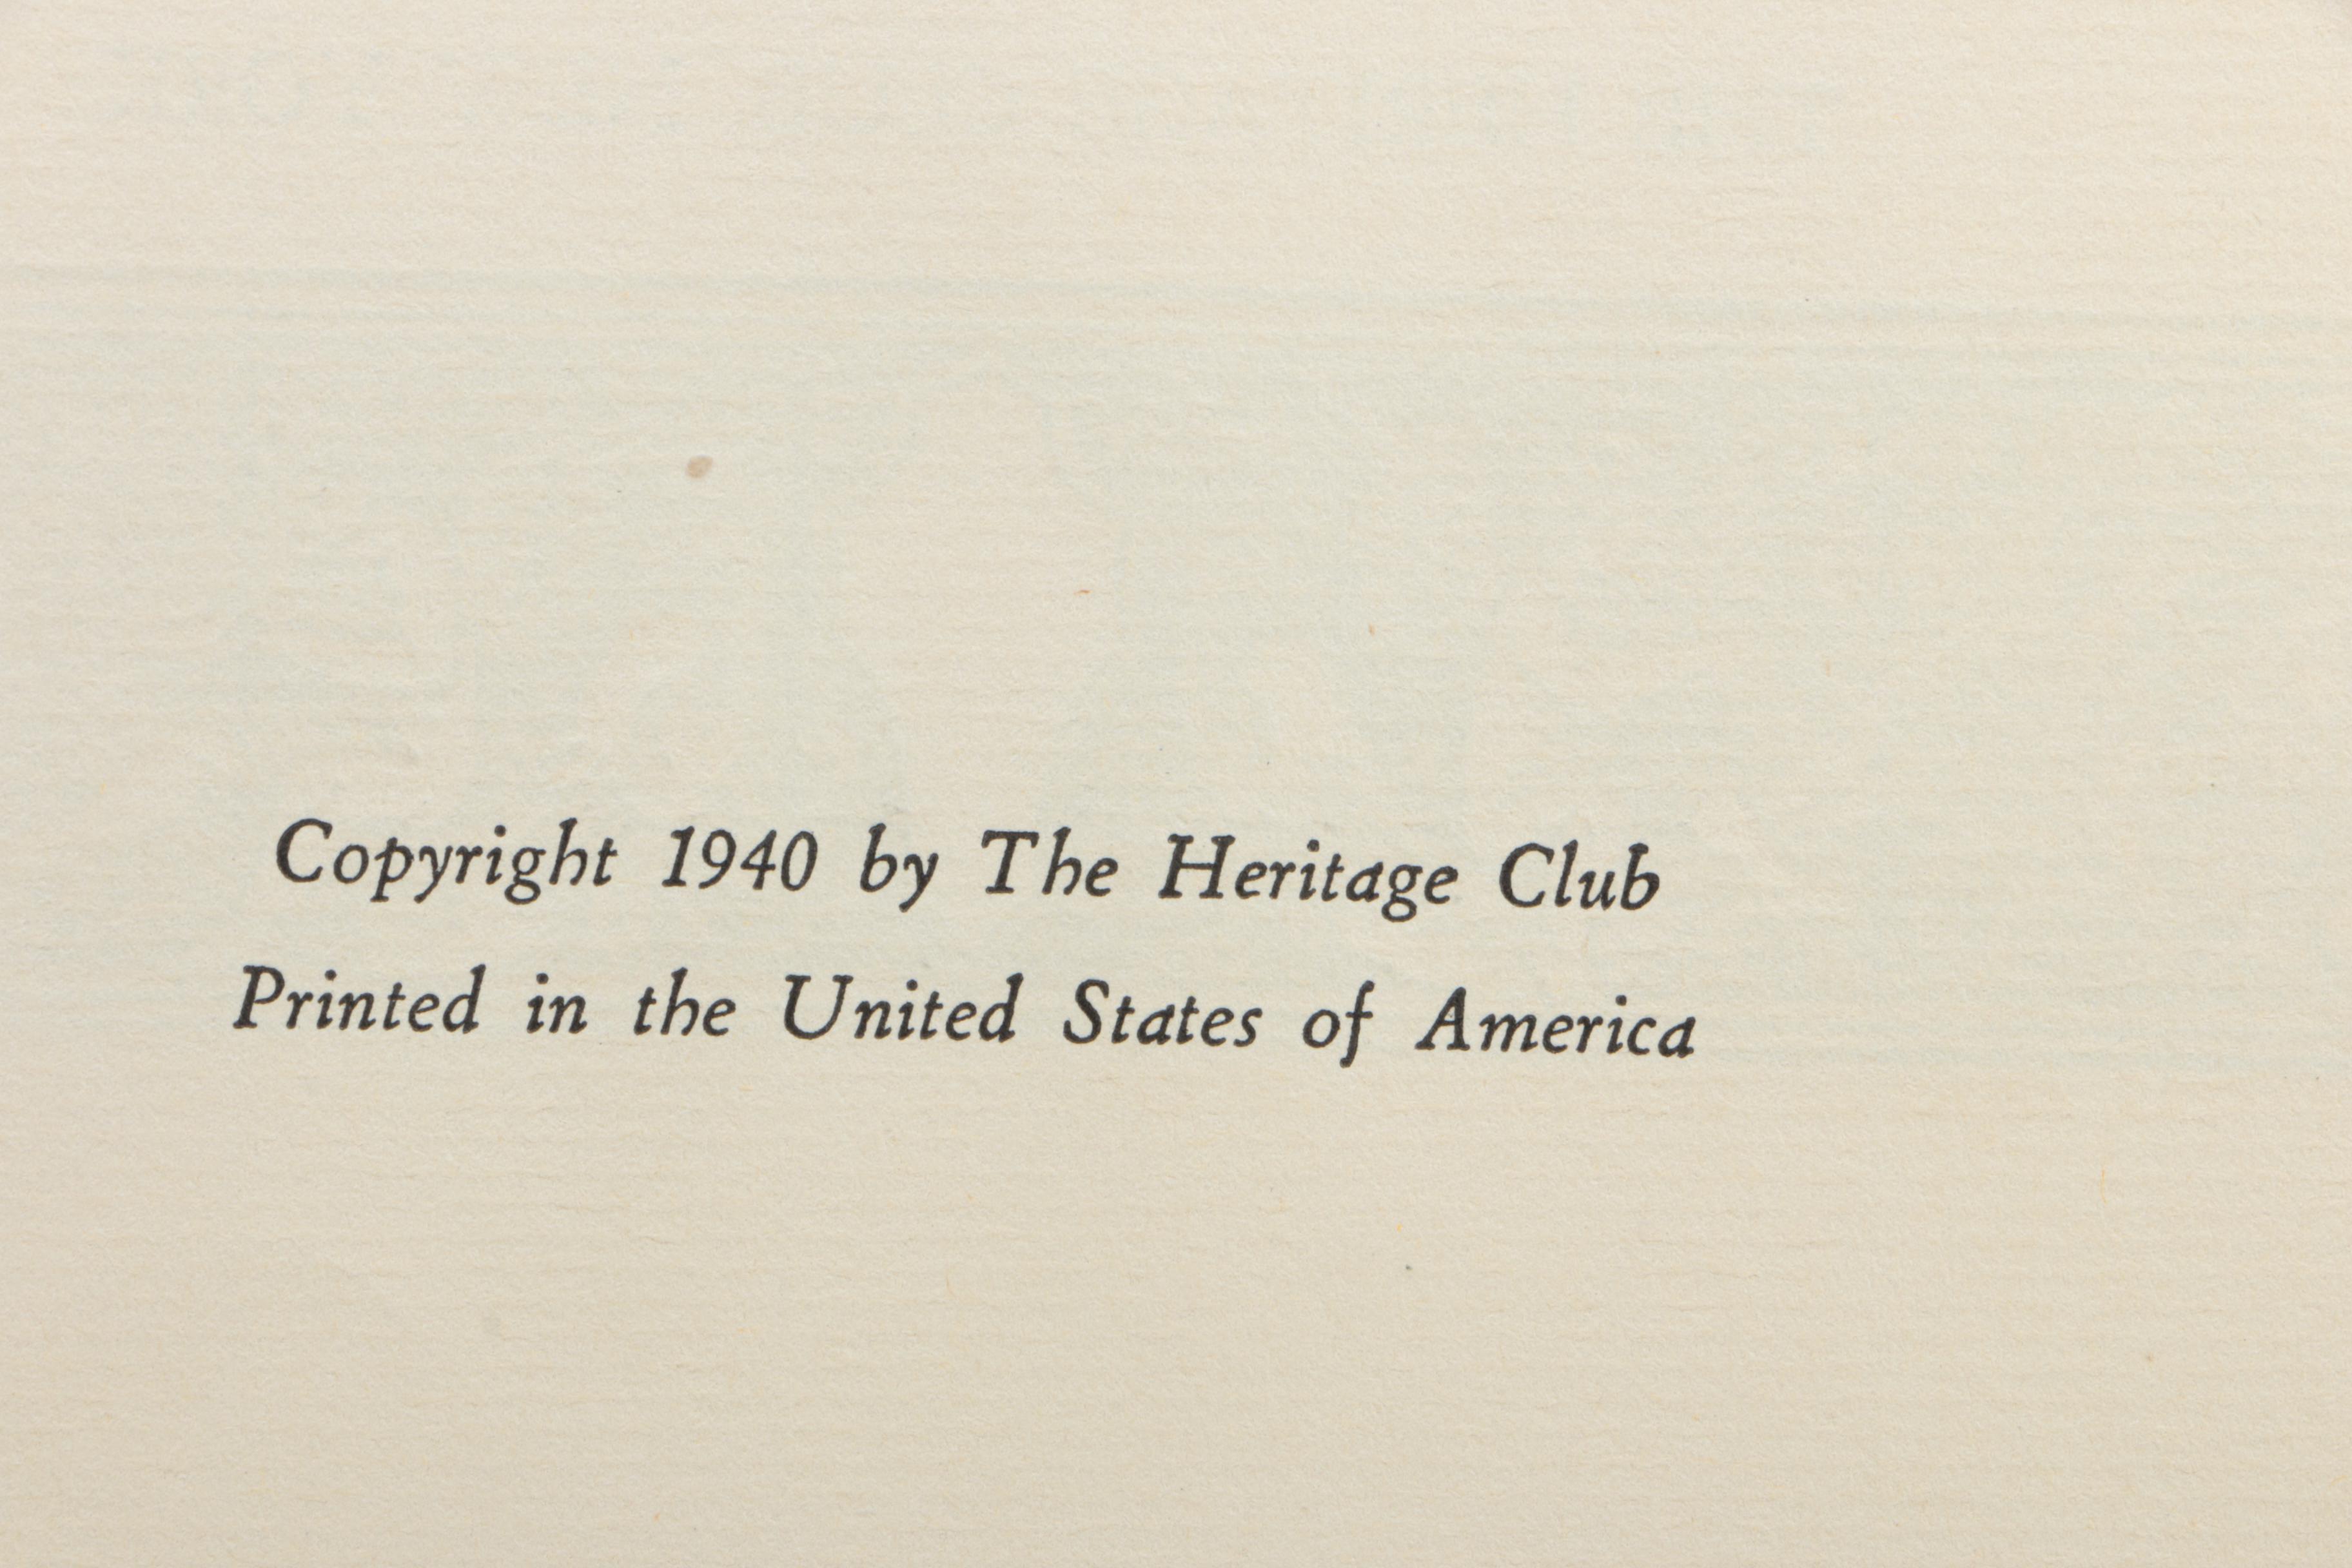 Copyright 1940 by The Heritage Club
Printed in the United States of America